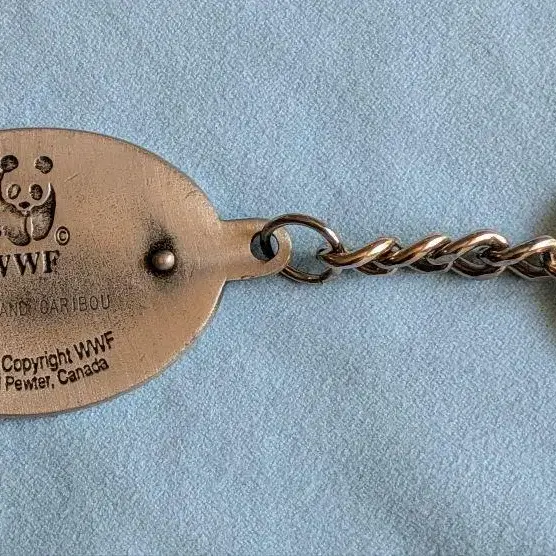 ©
WWF
AND CARIBOU
Copyright WWF
Pewter, Canada